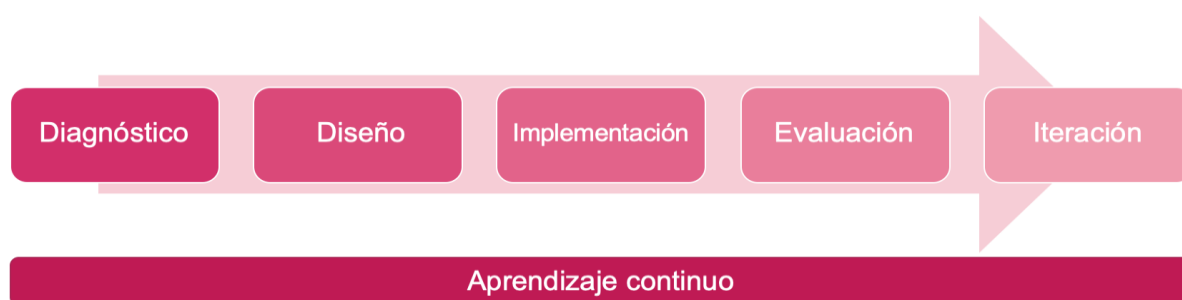 Diagnóstico
Diseño
Implementación
Evaluación
Iteración
Aprendizaje continuo